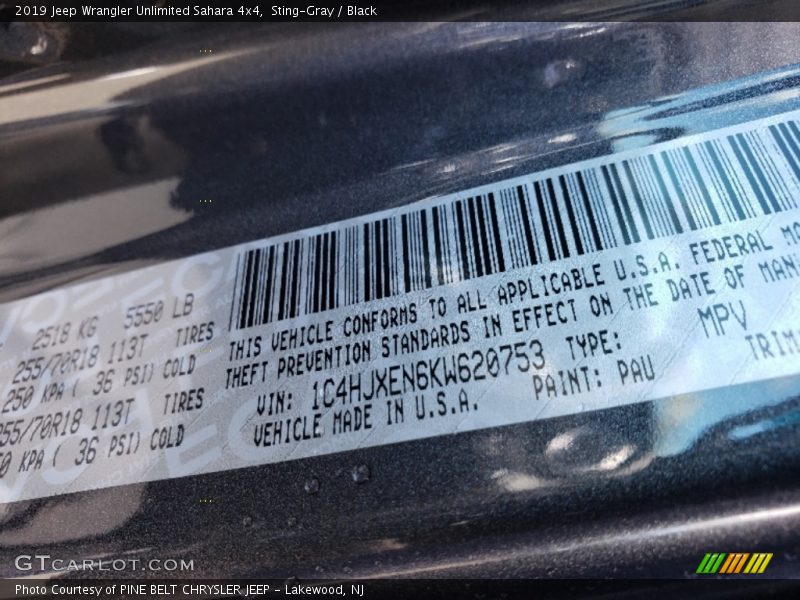 2019 Jeep Wrangler Unlimited Sahara 4x4, Sting-Gray / Black
2518 KG 5550 LB
255/70R18 113T TIRES
250 KPA ( 36 PSI) COLD
255/70R18 113T TIRES
KPA ( 36 PSI) COLD
THIS VEHICLE CONFORMS TO ALL APPLICABLE U.S.A. FEDERAL
THEFT PREVENTION STANDARDS IN EFFECT ON THE DATE OF
VIN: 1C4HJXEN6KW620753 TYPE: MPV
VEHICLE MADE IN U.S.A. PAINT: PAU TRIM
GTCARLOT.COM
Photo Courtesy of PINE BELT CHRYSLER JEEP - Lakewood, NJ